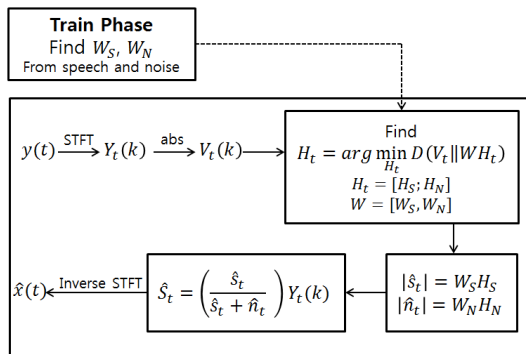 Train Phase
Find W_S, W_N
From speech and noise
y(t) STFT Y_t(k) abs V_t(k)
Find
H_t = arg min_{H_t} D(V_t||WH_t)
H_t = [H_S; H_N]
W = [W_S, W_N]
x̂(t) Inverse STFT Ŝ_t = (ŝ_t / (ŝ_t + n̂_t)) Y_t(k)
|ŝ_t| = W_S H_S
|n̂_t| = W_N H_N